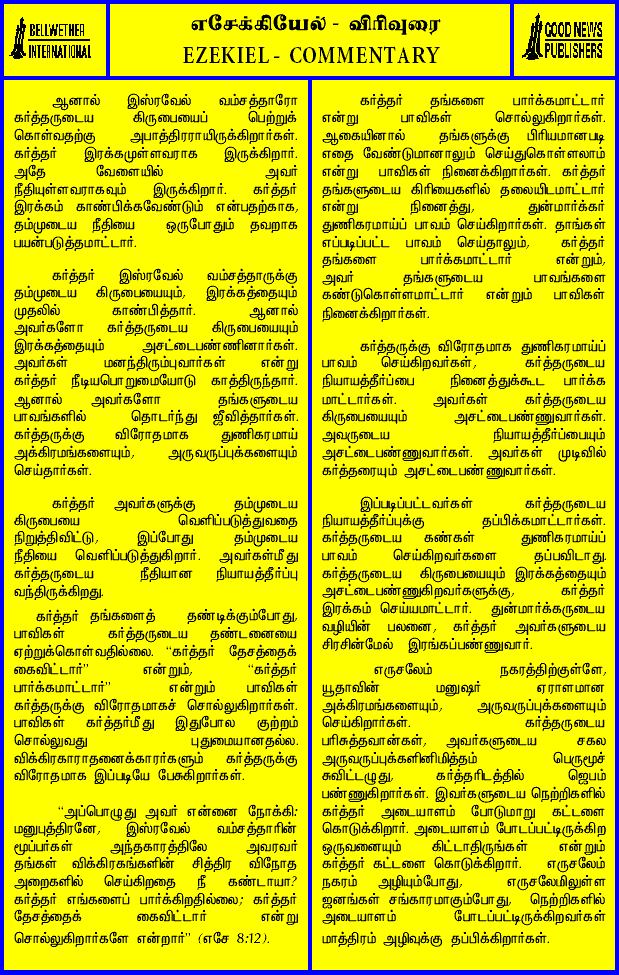 BELLWETHER
INTERNATIONAL
எசேக்கியேல் - விரிவுரை
EZEKIEL - COMMENTARY
GOOD NEWS
PUBLISHERS
ஆனால் இஸ்ரவேல் வம்சத்தாரோ
கர்த்தருடைய கிருபையைப் பெற்றுக்
கொள்வதற்கு அபாத்திரராயிருக்கிறார்கள்.
கர்த்தர் இரக்கமுள்ளவராக இருக்கிறார்.
அதே வேளையில் அவர்
நீதியுள்ளவராகவும் இருக்கிறார். கர்த்தர்
இரக்கம் காண்பிக்கவேண்டும் என்பதற்காக,
தம்முடைய நீதியை ஒருபோதும் தவறாக
பயன்படுத்தமாட்டார்.
கர்த்தர் இஸ்ரவேல் வம்சத்தாருக்கு
தம்முடைய கிருபையையும், இரக்கத்தையும்
முதலில் காண்பித்தார். ஆனால்
அவர்களோ கர்த்தருடைய கிருபையையும்
இரக்கத்தையும் அசட்டைபண்ணினார்கள்.
அவர்கள் மனந்திரும்புவார்கள் என்று
கர்த்தர் நீடியபொறுமையோடு காத்திருந்தார்.
ஆனால் அவர்களோ தங்களுடைய
பாவங்களில் தொடர்ந்து ஜீவித்தார்கள்.
கர்த்தருக்கு விரோதமாக துணிகரமாய்
அக்கிரமங்களையும், அருவருப்புக்களையும்
செய்தார்கள்.
கர்த்தர் அவர்களுக்கு தம்முடைய
கிருபையை வெளிப்படுத்துவதை
நிறுத்திவிட்டு, இப்போது தம்முடைய
நீதியை வெளிப்படுத்துகிறார். அவர்கள்மீது
கர்த்தருடைய நீதியான நியாயத்தீர்ப்பு
வந்திருக்கிறது.
கர்த்தர் தங்களைத் தண்டிக்கும்போது,
பாவிகள் கர்த்தருடைய தண்டனையை
ஏற்றுக்கொள்வதில்லை. “கர்த்தர் தேசத்தைக்
கைவிட்டார்” என்றும், “கர்த்தர்
பார்க்கமாட்டார்” என்றும் பாவிகள்
கர்த்தருக்கு விரோதமாகச் சொல்லுகிறார்கள்.
பாவிகள் கர்த்தர்மீது இதுபோல குற்றம்
சொல்லுவது புதுமையானதல்ல.
விக்கிரகாராதனைக்காரர்களும் கர்த்தருக்கு
விரோதமாக இப்படியே பேசுகிறார்கள்.
“அப்பொழுது அவர் என்னை நோக்கி:
மனுபுத்திரனே, இஸ்ரவேல் வம்சத்தாரின்
மூப்பர்கள் அந்தகாரத்திலே அவரவர்
தங்கள் விக்கிரகங்களின் சித்திர விநோத
அறைகளில் செய்கிறதை நீ கண்டாயா?
கர்த்தர் எங்களைப் பார்க்கிறதில்லை; கர்த்தர்
தேசத்தைக் கைவிட்டார் என்று
சொல்லுகிறார்களே என்றார்” (எசே 8:12).
கர்த்தர் தங்களை பார்க்கமாட்டார்
என்று பாவிகள் சொல்லுகிறார்கள்.
ஆகையினால் தங்களுக்கு பிரியமானபடி
எதை வேண்டுமானாலும் செய்துகொள்ளலாம்
என்று பாவிகள் நினைக்கிறார்கள். கர்த்தர்
தங்களுடைய கிரியைகளில் தலையிடமாட்டார்
என்று நினைத்து, துன்மார்க்கர்
துணிகரமாய்ப் பாவம் செய்கிறார்கள். தாங்கள்
எப்படிப்பட்ட பாவம் செய்தாலும், கர்த்தர்
தங்களை பார்க்கமாட்டார் என்றும்,
அவர் தங்களுடைய பாவங்களை
கண்டுகொள்ளமாட்டார் என்றும் பாவிகள்
நினைக்கிறார்கள்.
கர்த்தருக்கு விரோதமாக துணிகரமாய்ப்
பாவம் செய்கிறவர்கள், கர்த்தருடைய
நியாயத்தீர்ப்பை நினைத்துக்கூட பார்க்க
மாட்டார்கள். அவர்கள் கர்த்தருடைய
கிருபையையும் அசட்டைபண்ணுவார்கள்.
அவருடைய நியாயத்தீர்ப்பையும்
அசட்டைபண்ணுவார்கள். அவர்கள் முடிவில்
கர்த்தரையும் அசட்டைபண்ணுவார்கள்.
இப்படிப்பட்டவர்கள் கர்த்தருடைய
நியாயத்தீர்ப்புக்கு தப்பிக்கமாட்டார்கள்.
கர்த்தருடைய கண்கள் துணிகரமாய்ப்
பாவம் செய்கிறவர்களை தப்பவிடாது.
கர்த்தருடைய கிருபையையும் இரக்கத்தையும்
அசட்டைபண்ணுகிறவர்களுக்கு, கர்த்தர்
இரக்கம் செய்யமாட்டார். துன்மார்க்கருடைய
வழியின் பலனை, கர்த்தர் அவர்களுடைய
சிரசின்மேல் இரங்கப்பண்ணுவார்.
எருசலேம் நகரத்திற்குள்ளே,
யூதாவின் மனுஷர் ஏராளமான
அக்கிரமங்களையும், அருவருப்புக்களையும்
செய்கிறார்கள். கர்த்தருடைய
பரிசுத்தவான்கள், அவர்களுடைய சகல
அருவருப்புக்களினிமித்தம் பெருமூச்
சுவிட்டழுது, கர்த்தரிடத்தில் ஜெபம்
பண்ணுகிறார்கள். இவர்களுடைய நெற்றிகளில்
கர்த்தர் அடையாளம் போடுமாறு கட்டளை
கொடுக்கிறார். அடையாளம் போடப்பட்டிருக்கிற
ஒருவனையும் கிட்டாதிருங்கள் என்றும்
கர்த்தர் கட்டளை கொடுக்கிறார். எருசலேம்
நகரம் அழியும்போது, எருசலேமிலுள்ள
ஜனங்கள் சங்காரமாகும்போது, நெற்றிகளில்
அடையாளம் போடப்பட்டிருக்கிறவர்கள்
மாத்திரம் அழிவுக்கு தப்பிக்கிறார்கள்.